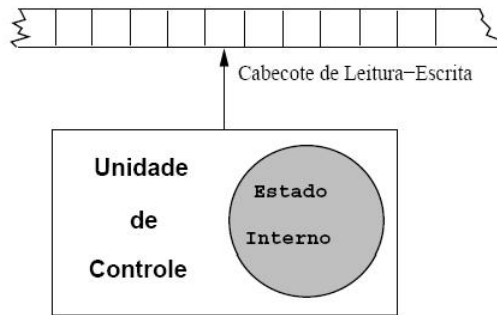 Cabecote de Leitura−Escrita
Unidade
de
Controle
Estado
Interno